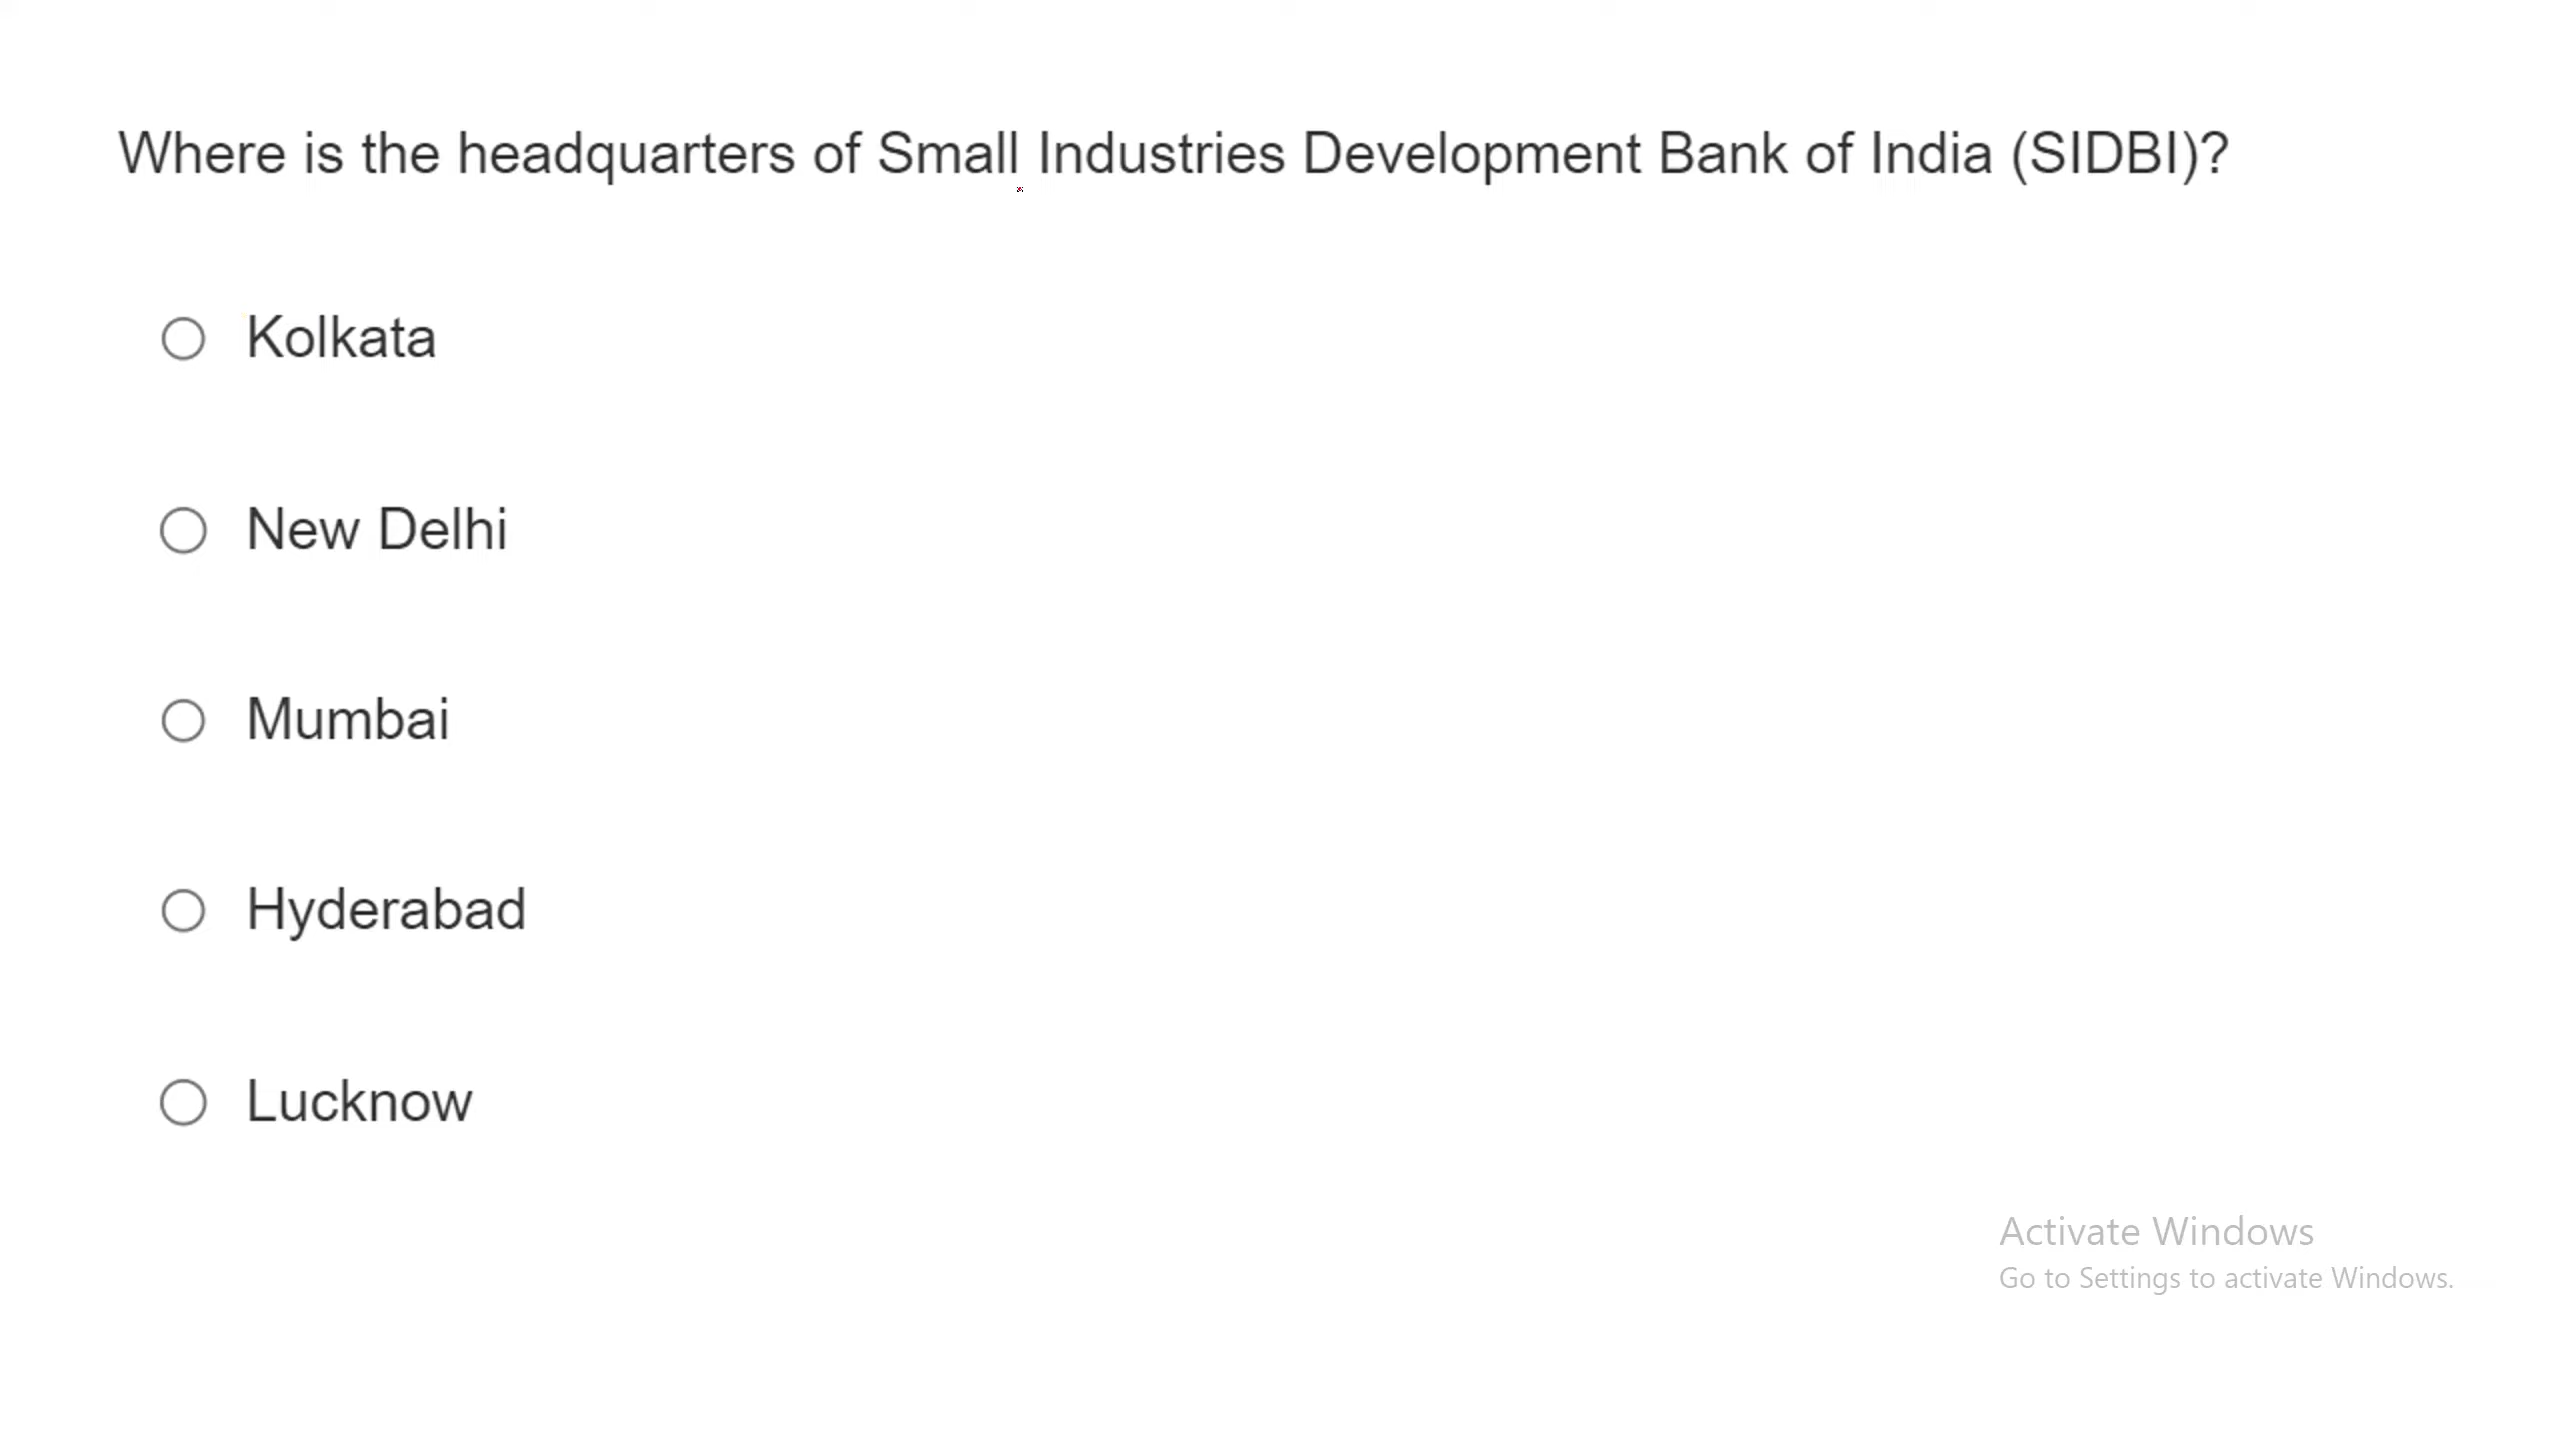 Where is the headquarters of Small Industries Development Bank of India (SIDBI)?
Kolkata
New Delhi
Mumbai
Hyderabad
Lucknow
Activate Windows
Go to Settings to activate Windows.